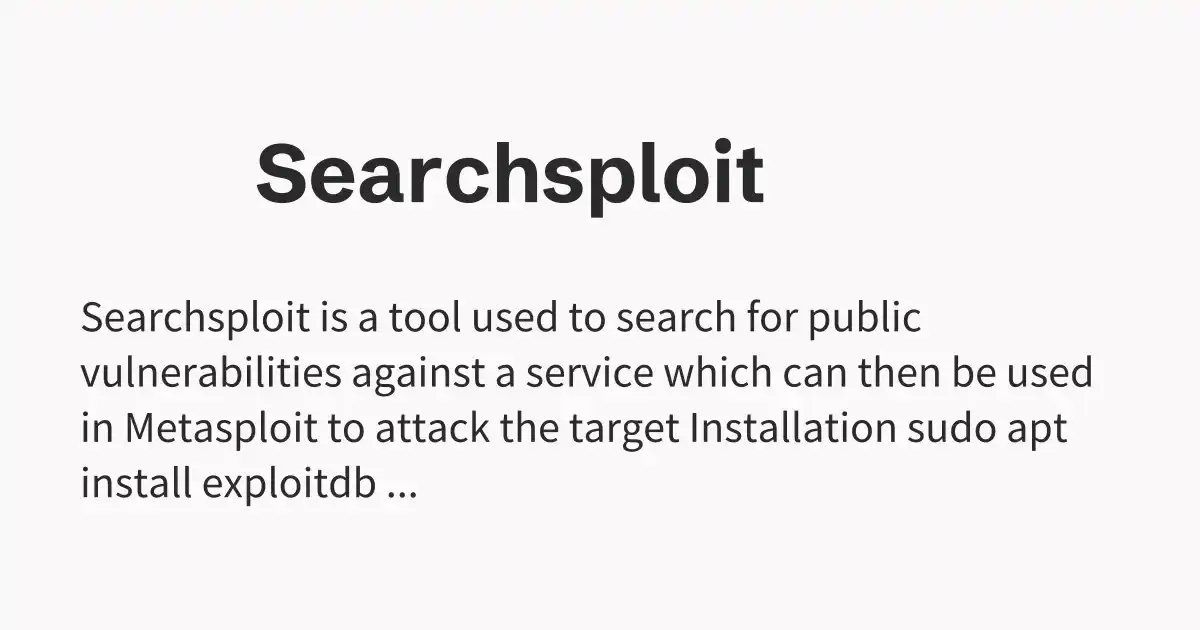 Searchsploit
Searchsploit is a tool used to search for public
vulnerabilities against a service which can then be used
in Metasploit to attack the target Installation sudo apt
install exploitdb ...